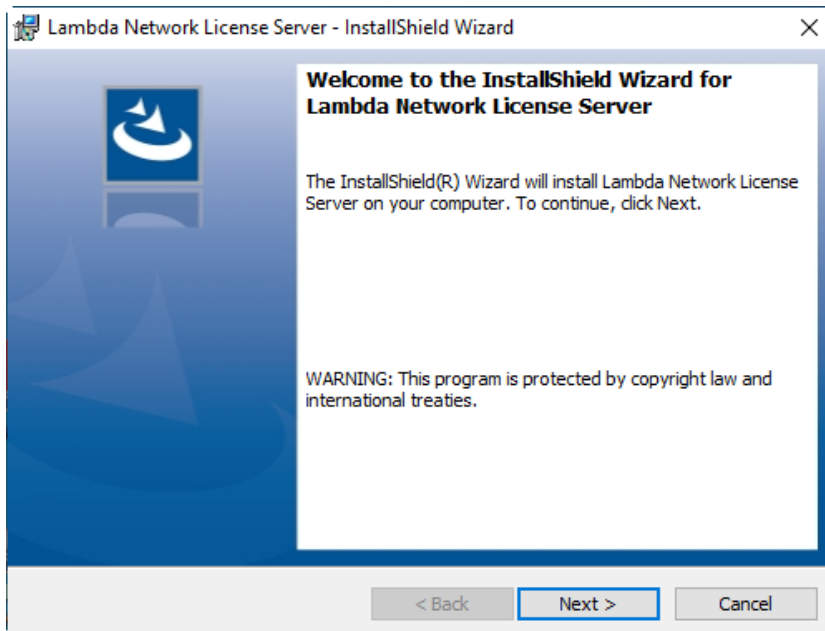 Lambda Network License Server - InstallShield Wizard
Welcome to the InstallShield Wizard for
Lambda Network License Server
The InstallShield(R) Wizard will install Lambda Network License
Server on your computer. To continue, click Next.
WARNING: This program is protected by copyright law and
international treaties.
< Back Next > Cancel